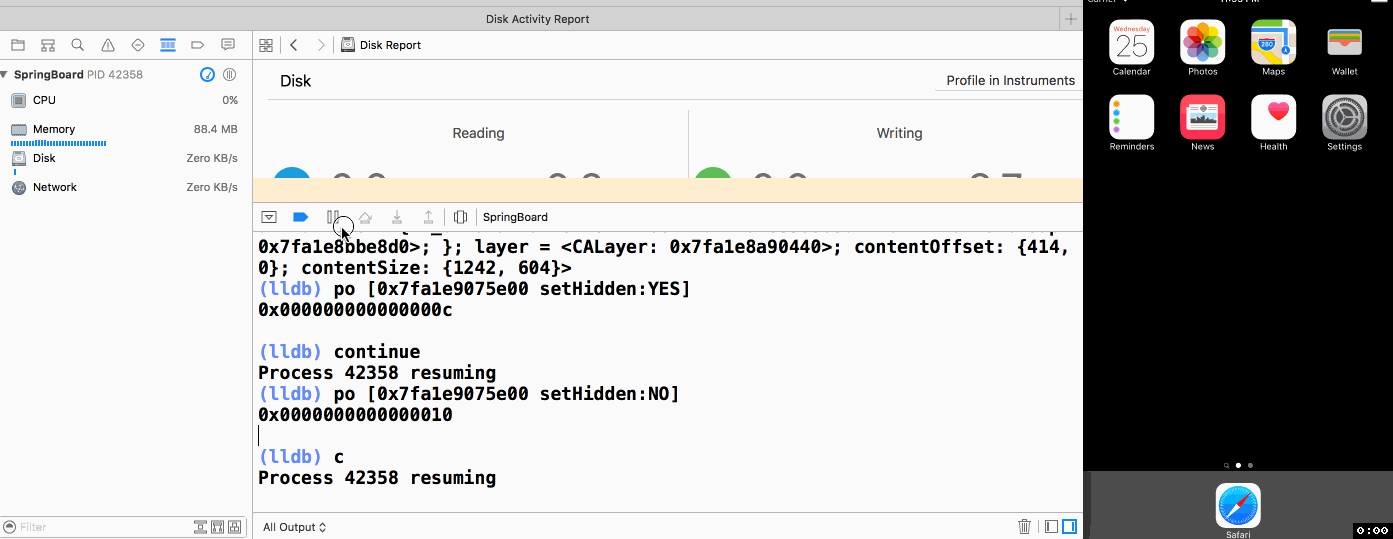 Disk Activity Report
Disk Report
SpringBoard PID 42358
CPU 0%
Memory 88.4 MB
Disk Zero KB/s
Network Zero KB/s
Filter
Disk
Profile in Instruments
Reading
Writing
SpringBoard
0x7fa1e8bbe8d0>; }; layer = <CALayer: 0x7fa1e8a90440>; contentOffset: {414,
0}; contentSize: {1242, 604}>
(lldb) po [0x7fa1e9075e00 setHidden:YES]
0x000000000000000c
(lldb) continue
Process 42358 resuming
(lldb) po [0x7fa1e9075e00 setHidden:NO]
0x0000000000000010
(lldb) c
Process 42358 resuming
All Output
Wednesday
25
280
Calendar
Photos
Maps
Wallet
Reminders
News
Health
Settings
Safari
0:00